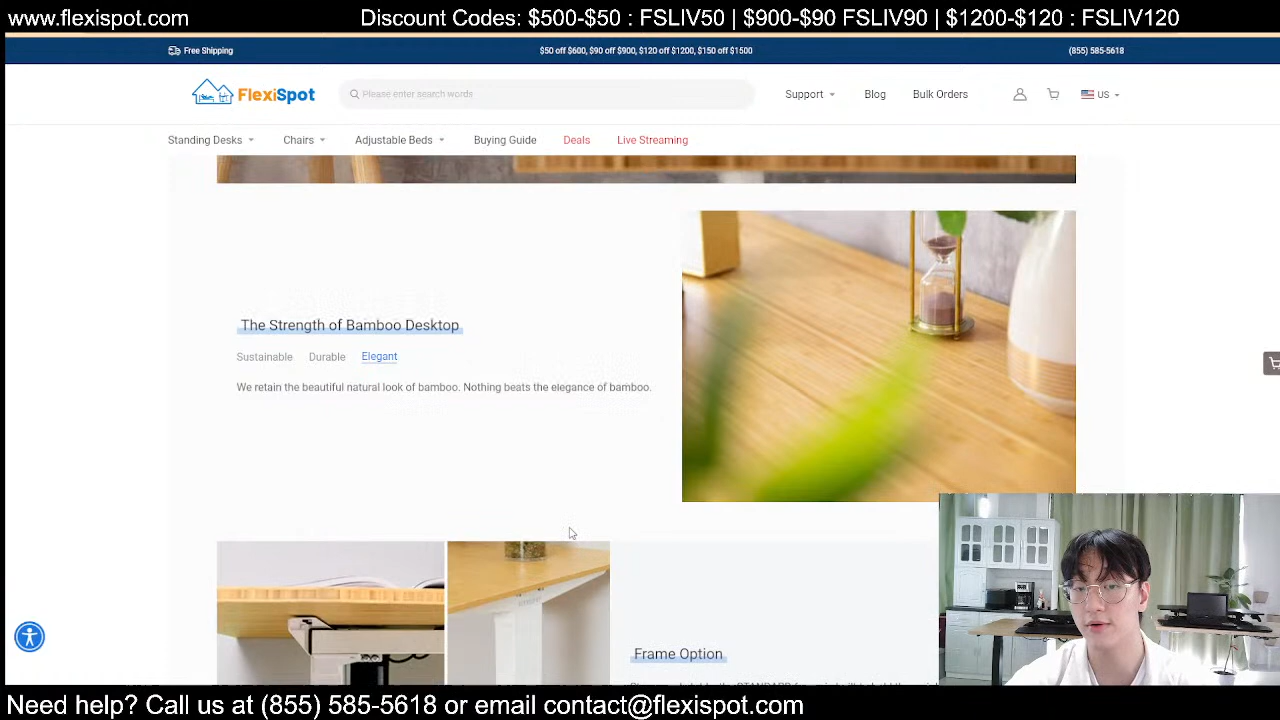 www.flexispot.com
Discount Codes: $500-$50 : FSLIV50 | $900-$90 FSLIV90 | $1200-$120 : FSLIV120
Free Shipping
$50 off $600, $90 off $900, $120 off $1200, $150 off $1500
(855) 585-5618
FlexiSpot
Please enter search words
Support
Blog
Bulk Orders
US
Standing Desks
Chairs
Adjustable Beds
Buying Guide
Deals
Live Streaming
The Strength of Bamboo Desktop
Sustainable Durable Elegant
We retain the beautiful natural look of bamboo. Nothing beats the elegance of bamboo.
Frame Option
Need help? Call us at (855) 585-5618 or email contact@flexispot.com